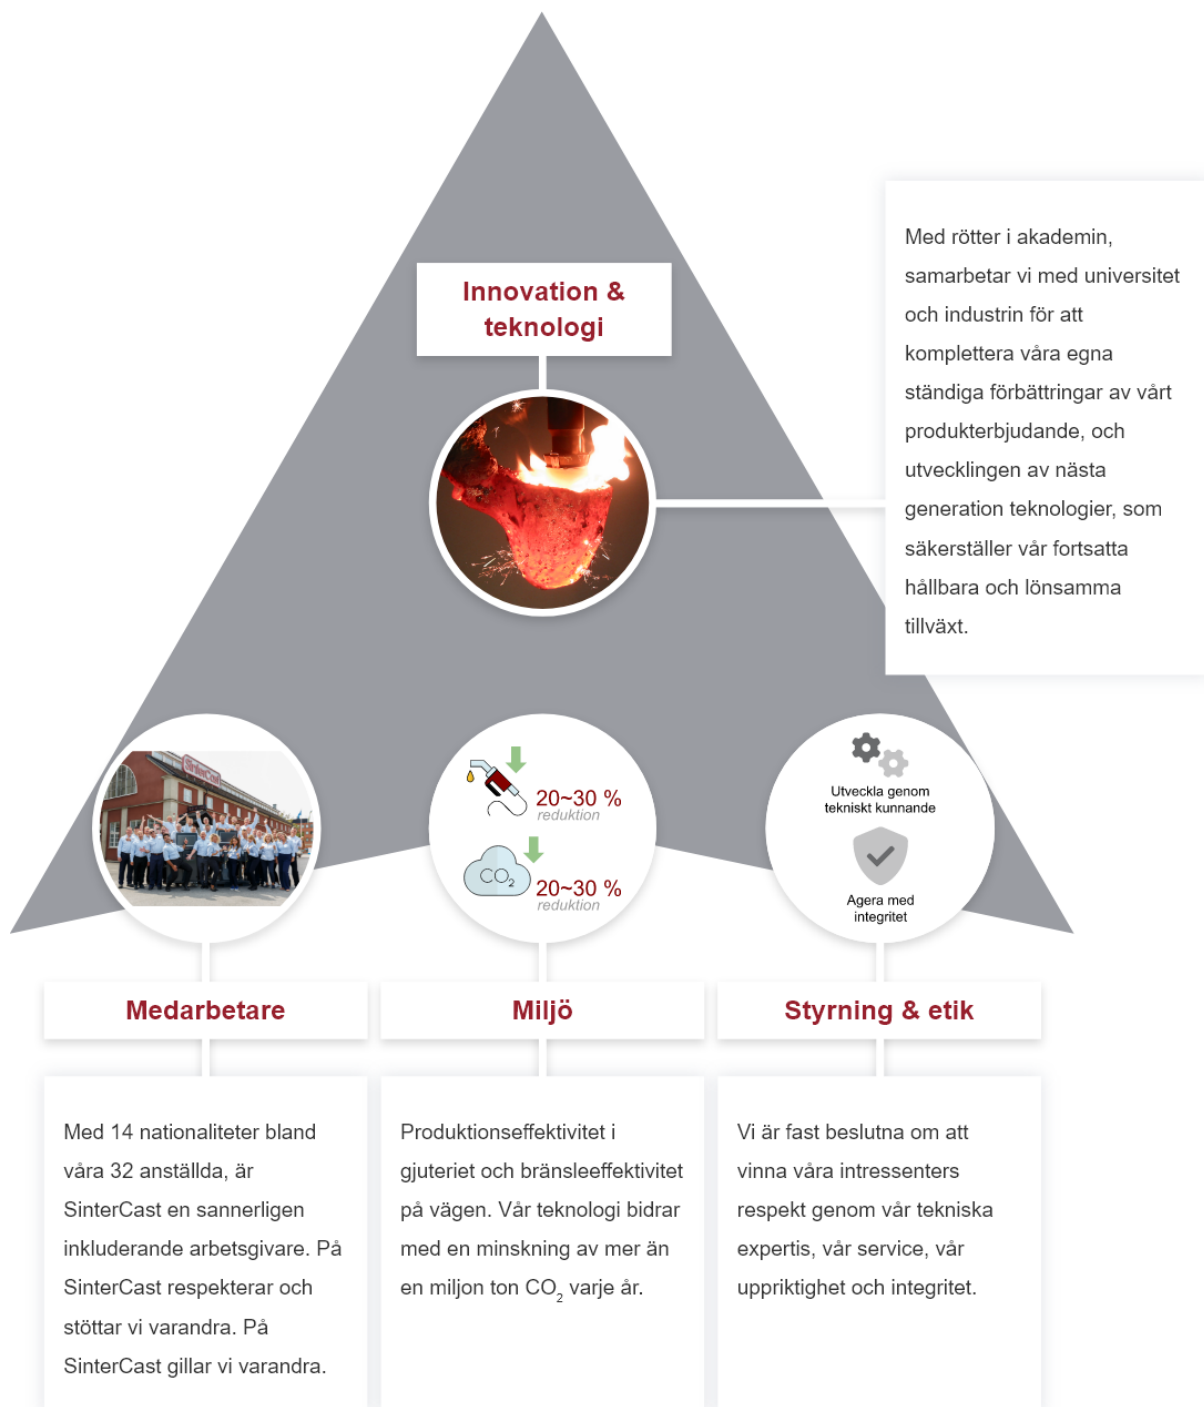 Innovation &
teknologi
Med rötter i akademin,
samarbetar vi med universitet
och industrin för att
komplettera våra egna
ständiga förbättringar av vårt
produkterbjudande, och
utvecklingen av nästa
generation teknologier, som
säkerställer vår fortsatta
hållbara och lönsamma
tillväxt.
SinterCast
20~30 %
reduktion
CO₂
20~30 %
reduktion
Utveckla genom
tekniskt kunnande
Agera med
integritet
Medarbetare
Med 14 nationaliteter bland
våra 32 anställda, är
SinterCast en sannerligen
inkluderande arbetsgivare. På
SinterCast respekterar och
stöttar vi varandra. På
SinterCast gillar vi varandra.
Miljö
Produktionseffektivitet i
gjuteriet och bränsleeffektivitet
på vägen. Vår teknologi bidrar
med en minskning av mer än
en miljon ton CO₂ varje år.
Styrning & etik
Vi är fast beslutna om att
vinna våra intressenters
respekt genom vår tekniska
expertis, vår service, vår
uppriktighet och integritet.